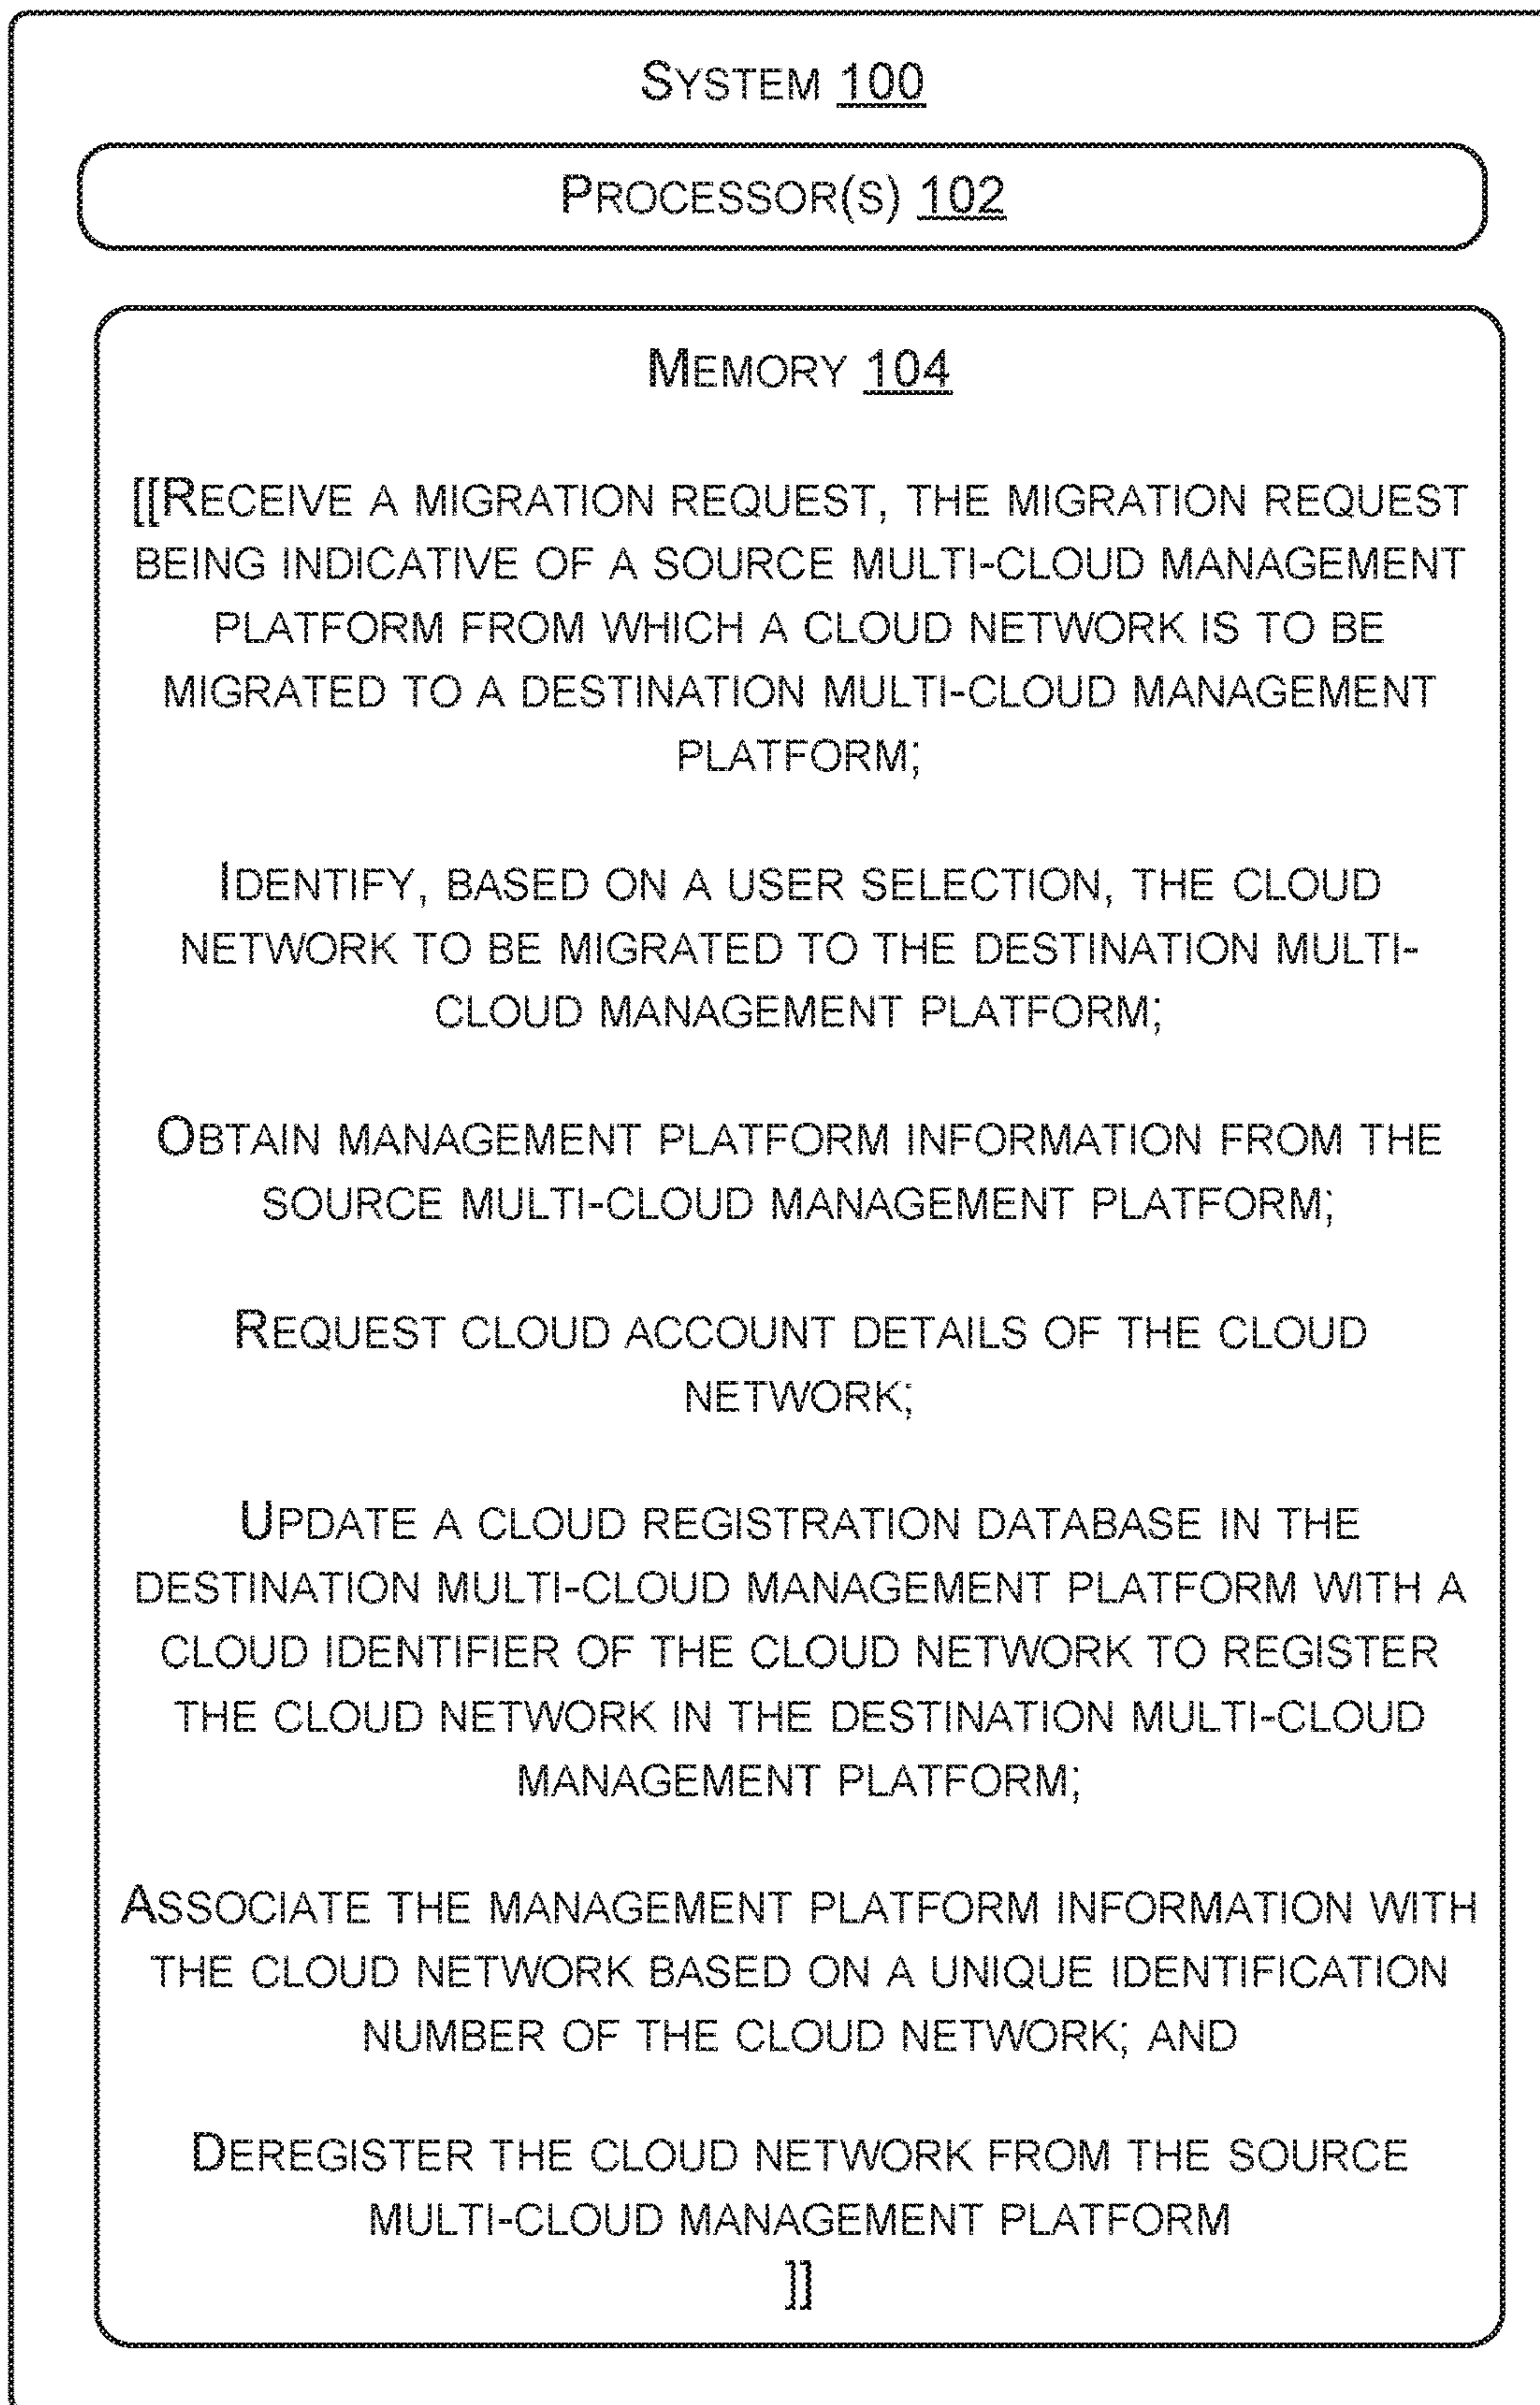 SYSTEM 100
PROCESSOR(S) 102
MEMORY 104
[[RECEIVE A MIGRATION REQUEST, THE MIGRATION REQUEST
BEING INDICATIVE OF A SOURCE MULTI-CLOUD MANAGEMENT
PLATFORM FROM WHICH A CLOUD NETWORK IS TO BE
MIGRATED TO A DESTINATION MULTI-CLOUD MANAGEMENT
PLATFORM;
IDENTIFY, BASED ON A USER SELECTION, THE CLOUD
NETWORK TO BE MIGRATED TO THE DESTINATION MULTI-
CLOUD MANAGEMENT PLATFORM;
OBTAIN MANAGEMENT PLATFORM INFORMATION FROM THE
SOURCE MULTI-CLOUD MANAGEMENT PLATFORM;
REQUEST CLOUD ACCOUNT DETAILS OF THE CLOUD
NETWORK;
UPDATE A CLOUD REGISTRATION DATABASE IN THE
DESTINATION MULTI-CLOUD MANAGEMENT PLATFORM WITH A
CLOUD IDENTIFIER OF THE CLOUD NETWORK TO REGISTER
THE CLOUD NETWORK IN THE DESTINATION MULTI-CLOUD
MANAGEMENT PLATFORM;
ASSOCIATE THE MANAGEMENT PLATFORM INFORMATION WITH
THE CLOUD NETWORK BASED ON A UNIQUE IDENTIFICATION
NUMBER OF THE CLOUD NETWORK; AND
DEREGISTER THE CLOUD NETWORK FROM THE SOURCE
MULTI-CLOUD MANAGEMENT PLATFORM
]]